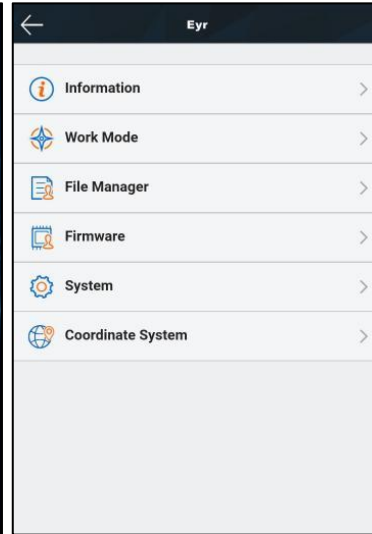 Eyr
Information
Work Mode
File Manager
Firmware
System
Coordinate System